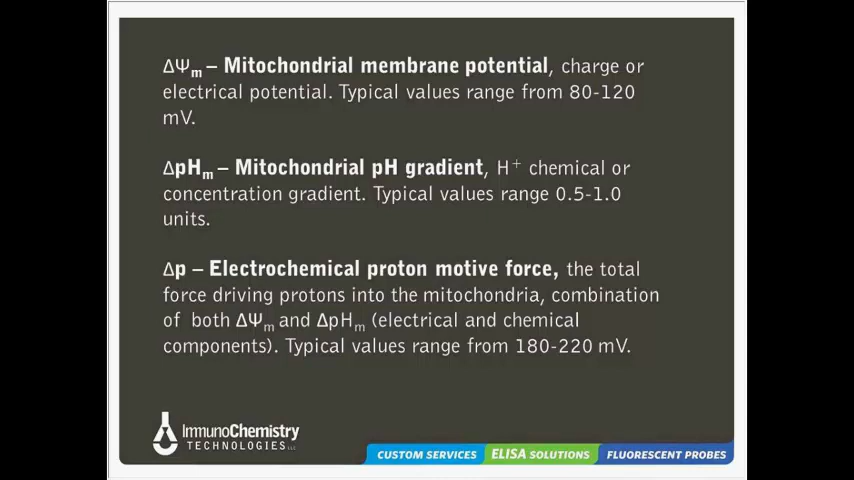 ΔΨm – Mitochondrial membrane potential, charge or
electrical potential. Typical values range from 80-120
mV.
ΔpHm – Mitochondrial pH gradient, H+ chemical or
concentration gradient. Typical values range 0.5-1.0
units.
Δp – Electrochemical proton motive force, the total
force driving protons into the mitochondria, combination
of both ΔΨm and ΔpHm (electrical and chemical
components). Typical values range from 180-220 mV.
ImmunoChemistry
TECHNOLOGIES LLC
CUSTOM SERVICES ELISA SOLUTIONS FLUORESCENT PROBES